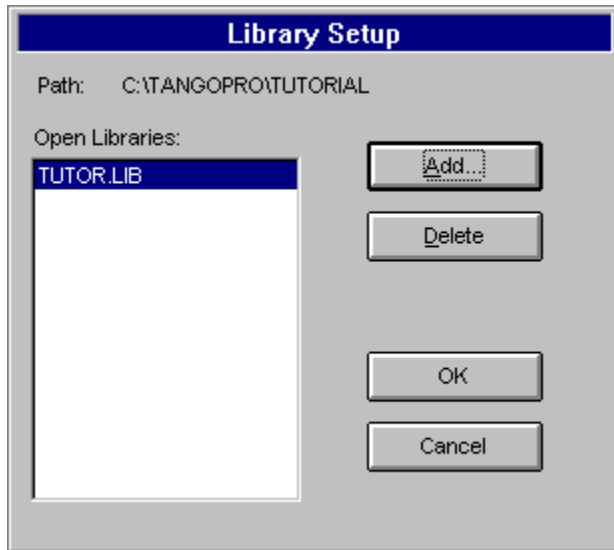 Library Setup
Path: C:\TANGOPRO\TUTORIAL
Open Libraries:
TUTOR.LIB
Add...
Delete
OK
Cancel